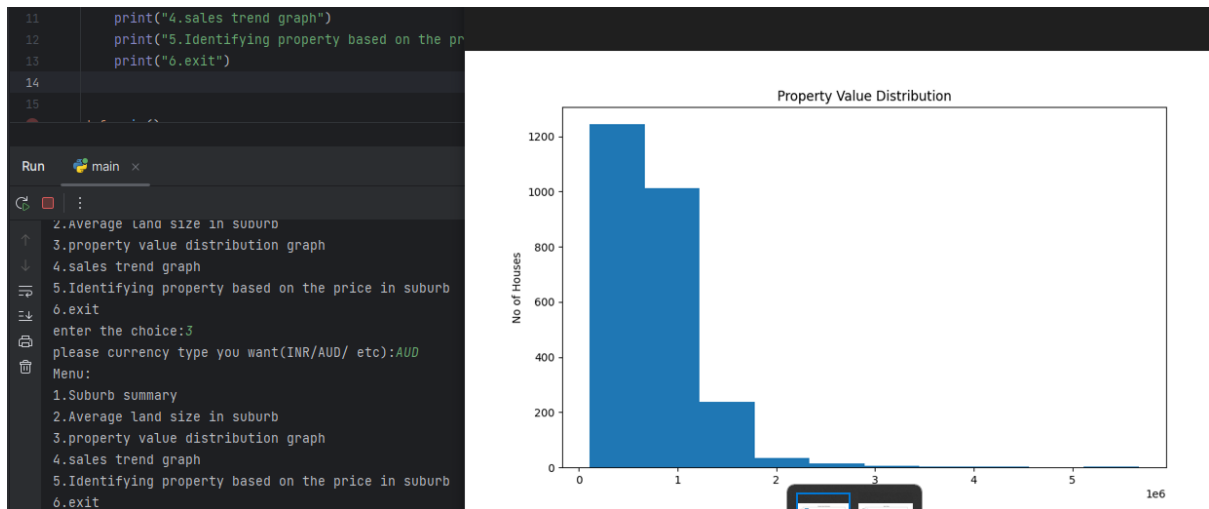 11 print("4.sales trend graph")
12 print("5.Identifying property based on the pr
13 print("6.exit")
14
15
Run main
2.Average land size in suburb
3.property value distribution graph
4.sales trend graph
5.Identifying property based on the price in suburb
6.exit
enter the choice:3
please currency type you want(INR/AUD/ etc):AUD
Menu:
1.Suburb summary
2.Average land size in suburb
3.property value distribution graph
4.sales trend graph
5.Identifying property based on the price in suburb
6.exit
Property Value Distribution
No of Houses
1200
1000
800
600
400
200
0
0 1 2 3 4 5
1e6